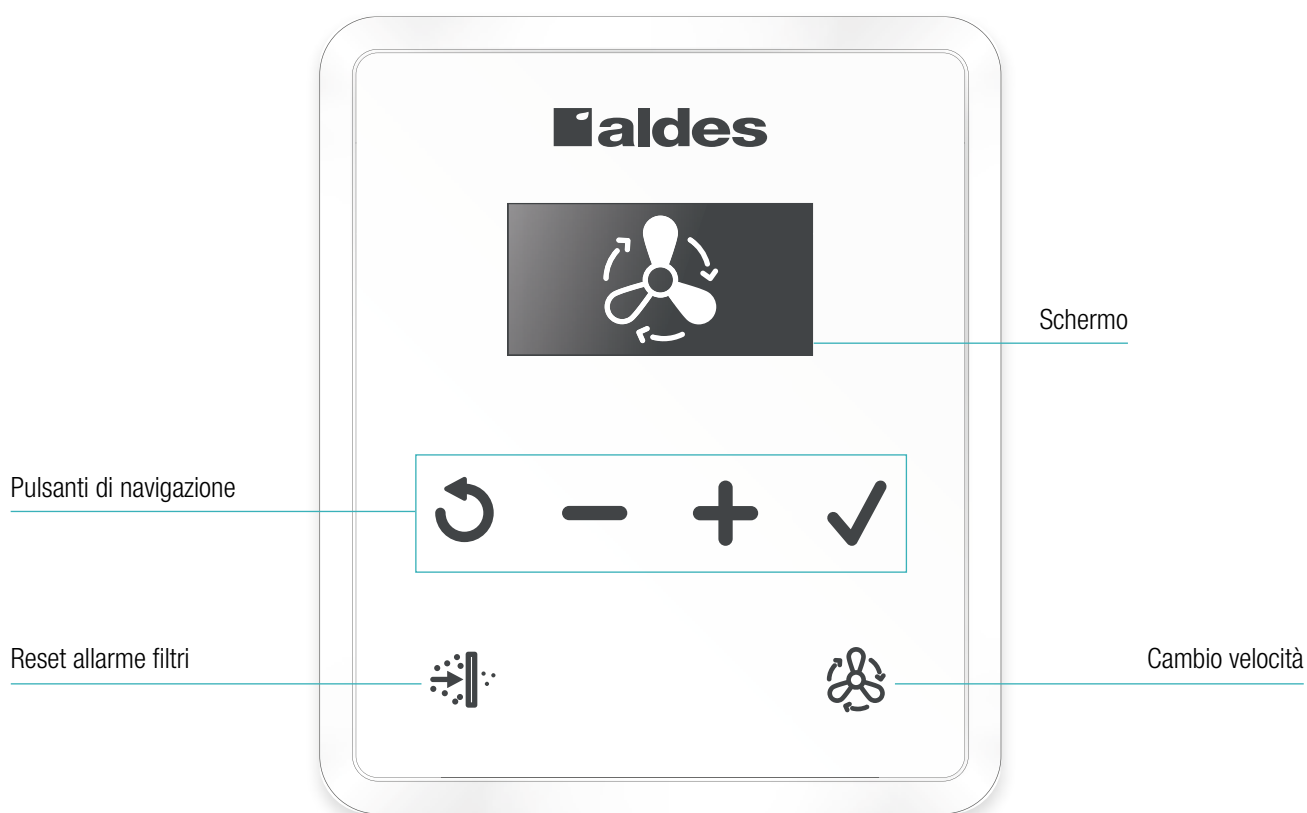 aldes
Schermo
Pulsanti di navigazione
Reset allarme filtri
Cambio velocità